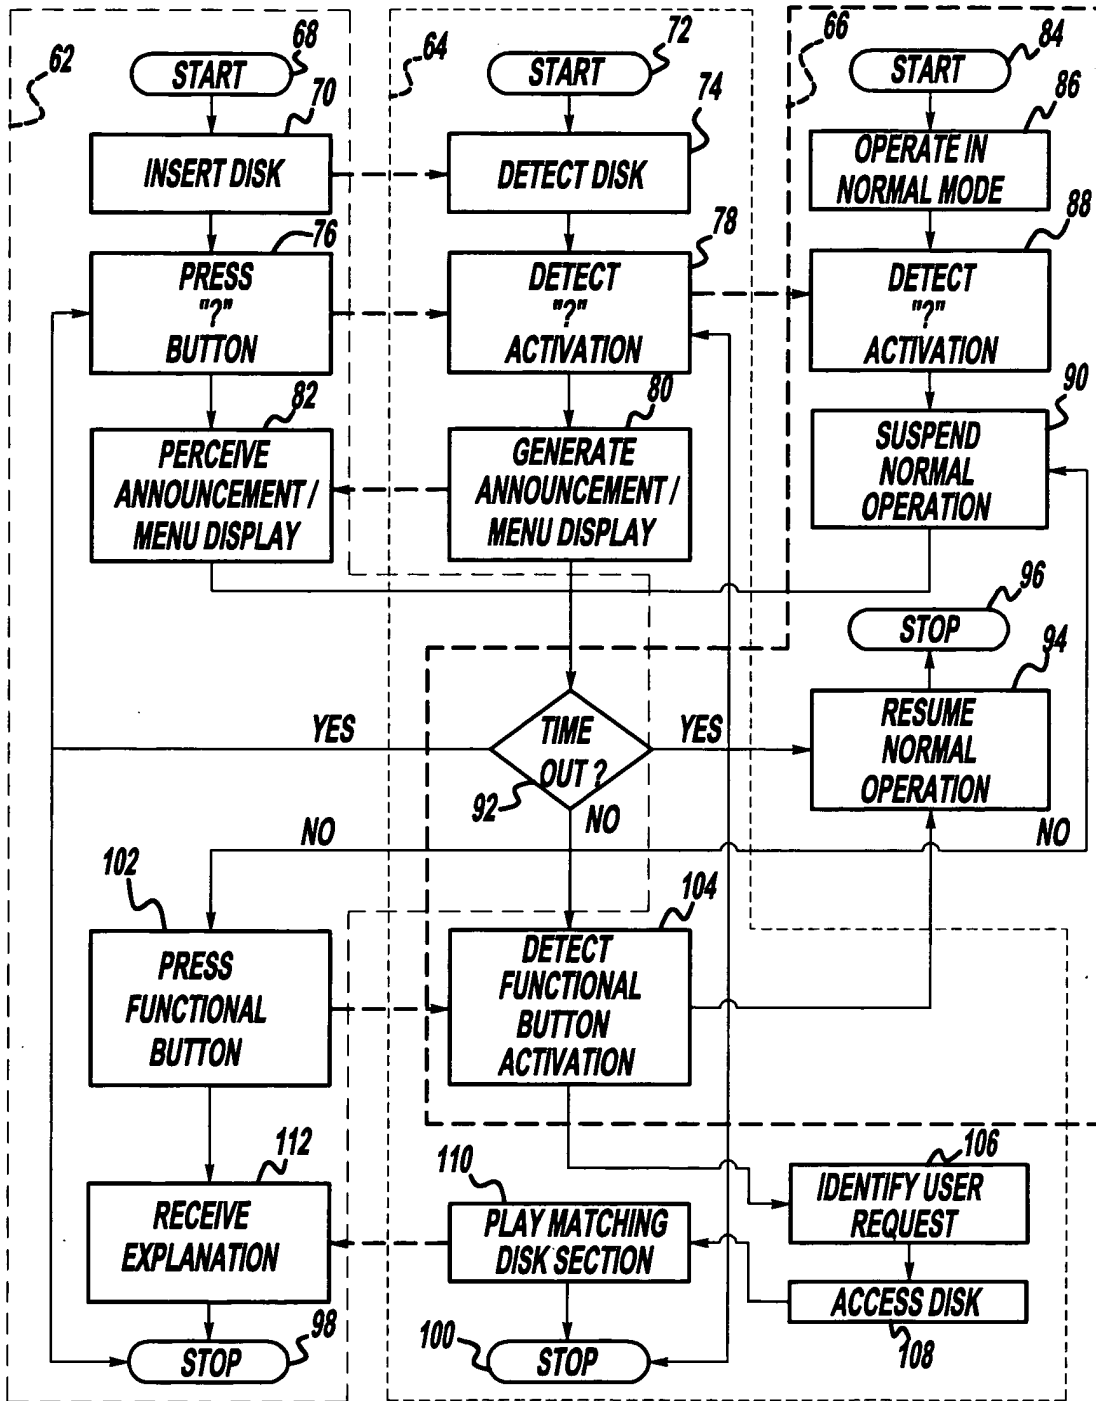 62
START
68
64
START
72
66
START
84
70
INSERT DISK
74
DETECT DISK
86
OPERATE IN
NORMAL MODE
76
PRESS
"?"
BUTTON
78
DETECT
"?"
ACTIVATION
88
DETECT
"?"
ACTIVATION
82
PERCEIVE
ANNOUNCEMENT /
MENU DISPLAY
80
GENERATE
ANNOUNCEMENT /
MENU DISPLAY
90
SUSPEND
NORMAL
OPERATION
96
STOP
YES
TIME
OUT ?
92
YES
94
RESUME
NORMAL
OPERATION
NO
NO
NO
102
PRESS
FUNCTIONAL
BUTTON
104
DETECT
FUNCTIONAL
BUTTON
ACTIVATION
112
RECEIVE
EXPLANATION
110
PLAY MATCHING
DISK SECTION
106
IDENTIFY USER
REQUEST
ACCESS DISK
108
STOP
98
100
STOP